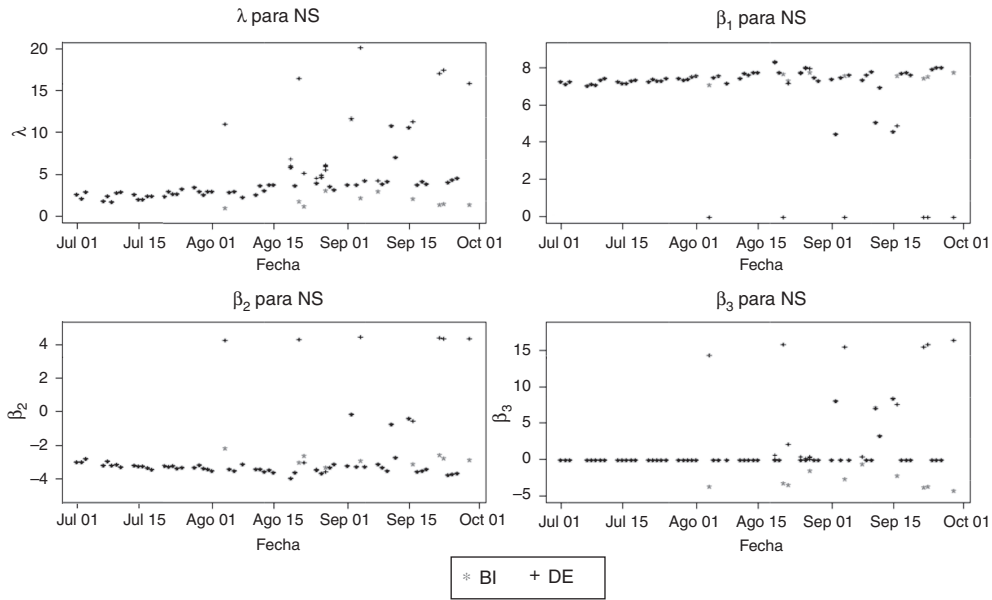 λ para NS
20
15
10
5
0
λ
Jul 01 Jul 15 Ago 01 Ago 15 Sep 01 Sep 15 Oct 01
Fecha
β1 para NS
8
6
4
2
0
Jul 01 Jul 15 Ago 01 Ago 15 Sep 01 Sep 15 Oct 01
Fecha
β2 para NS
4
2
0
−2
−4
β2
Jul 01 Jul 15 Ago 01 Ago 15 Sep 01 Sep 15 Oct 01
Fecha
β3 para NS
15
10
5
0
−5
β3
Jul 01 Jul 15 Ago 01 Ago 15 Sep 01 Sep 15 Oct 01
Fecha
* BI + DE